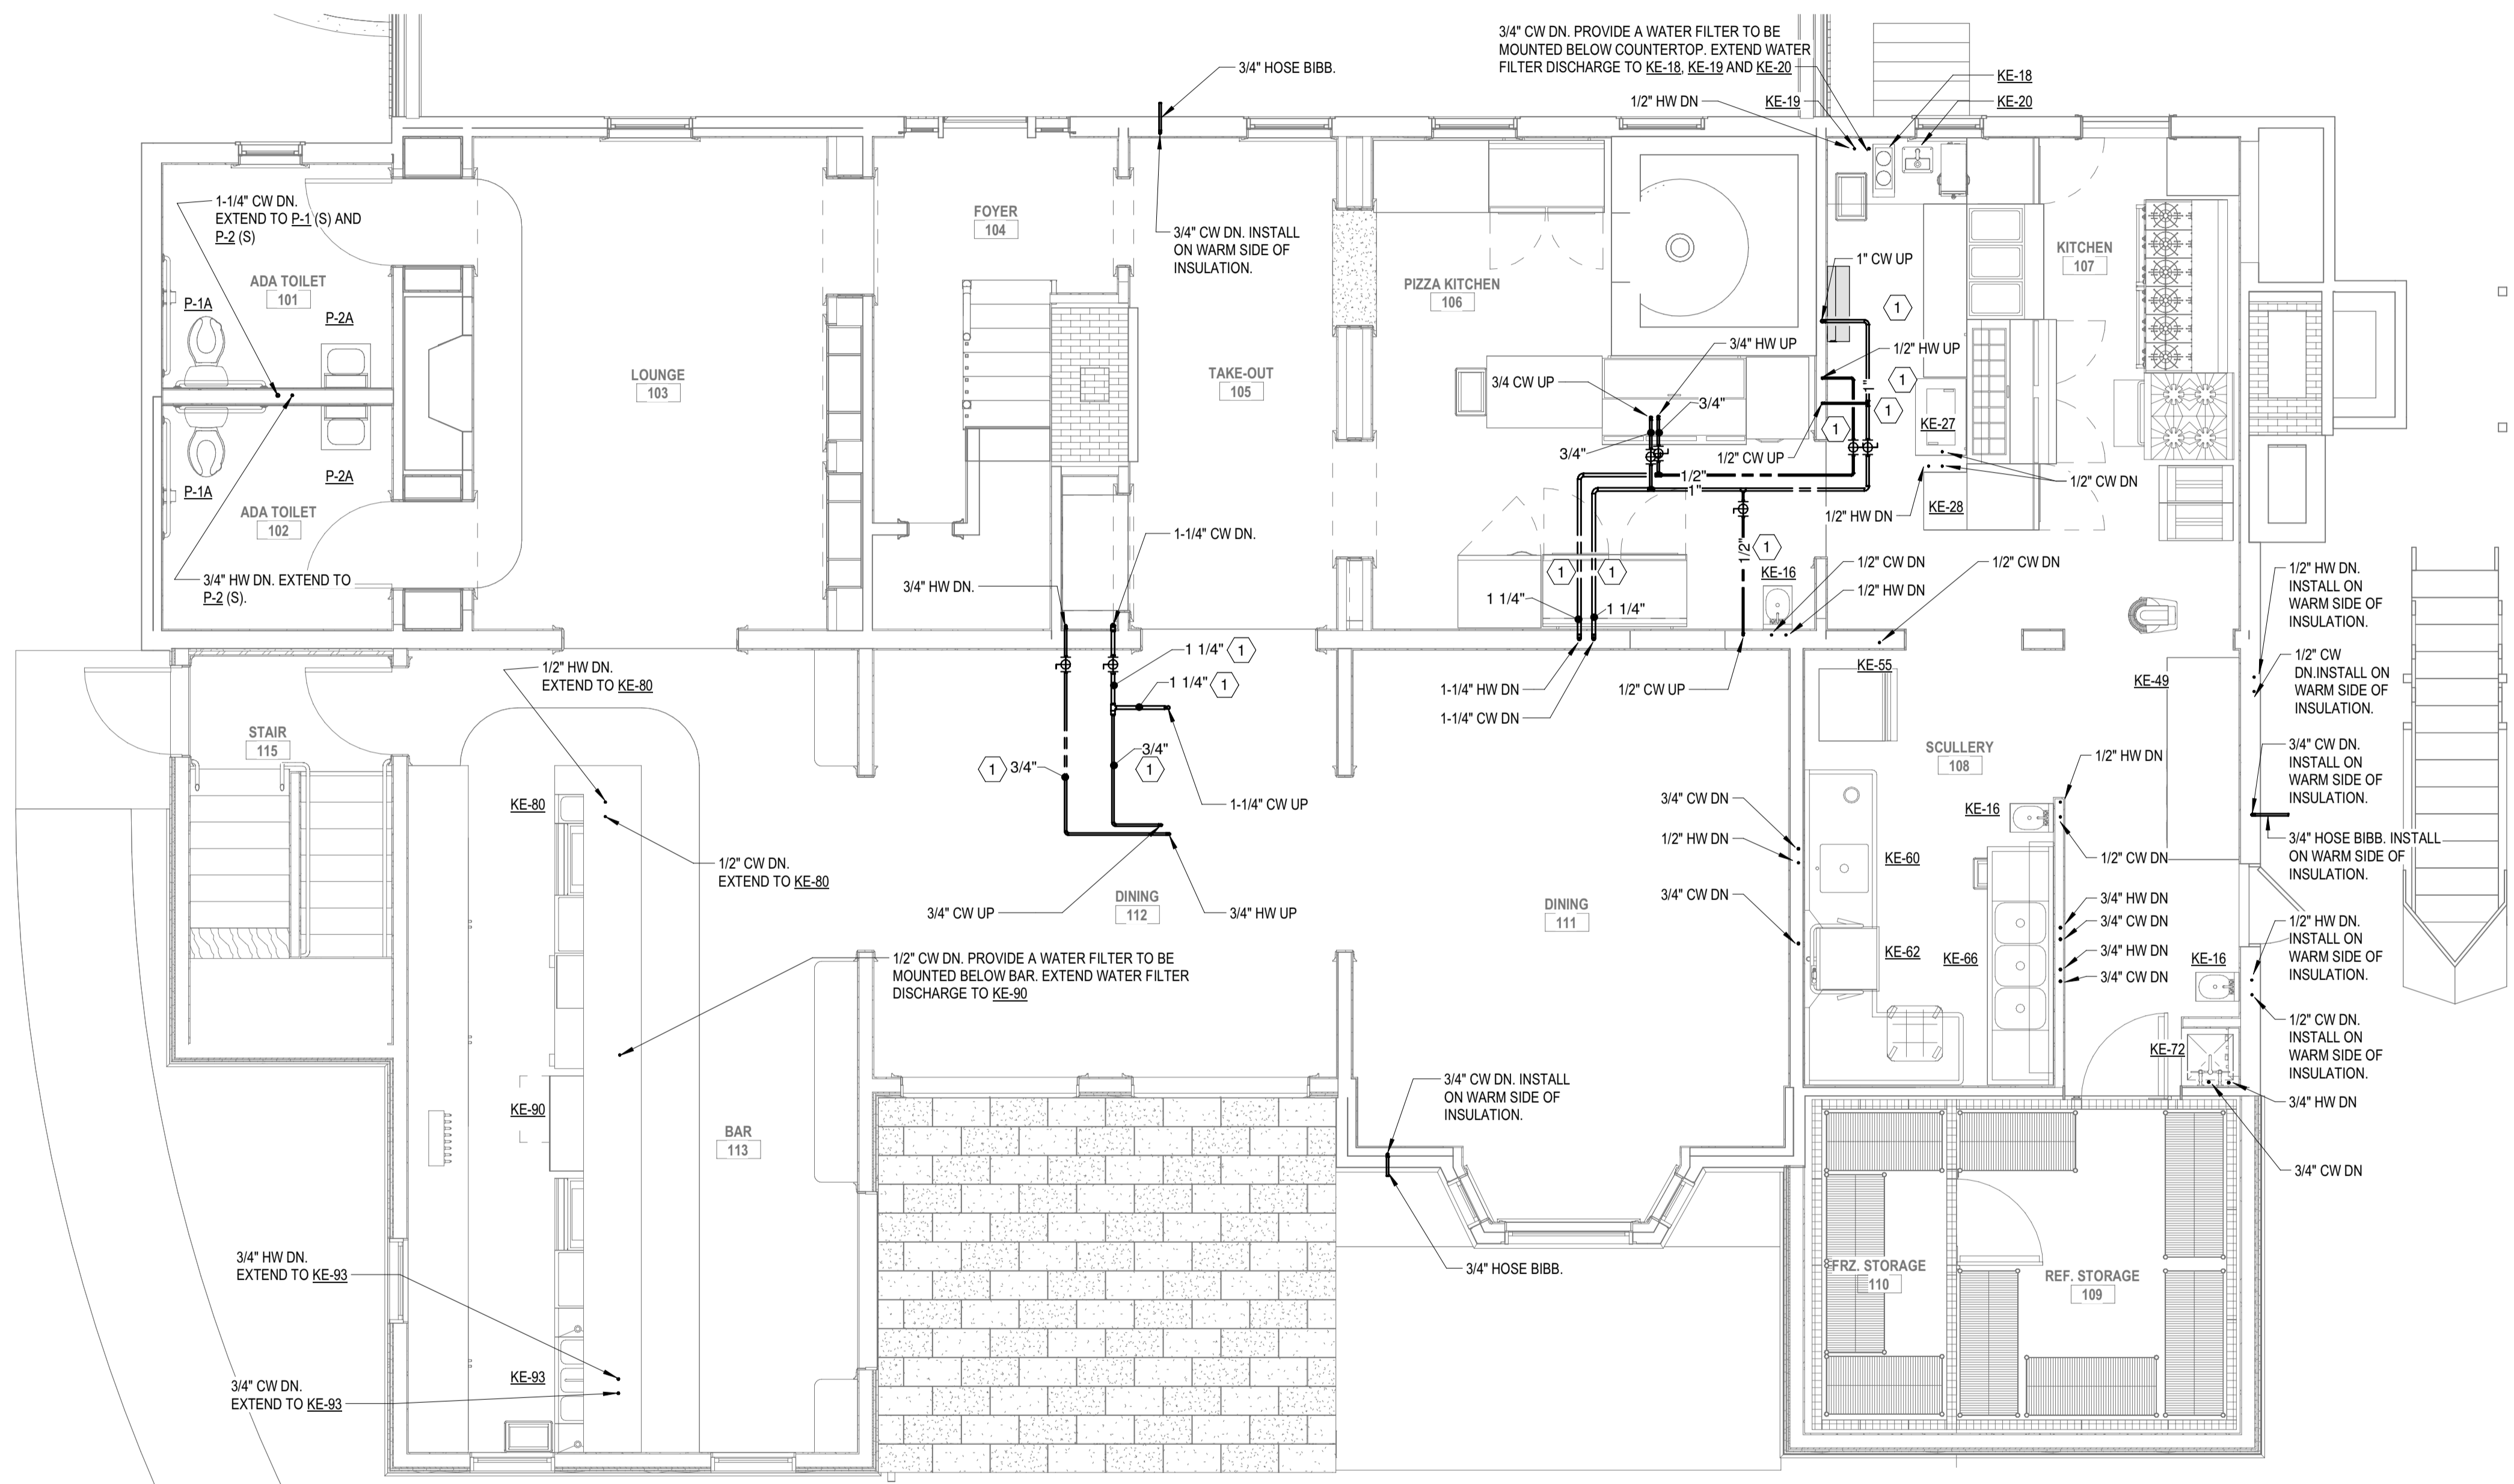 3/4" CW DN. PROVIDE A WATER FILTER TO BE
MOUNTED BELOW COUNTERTOP. EXTEND WATER
FILTER DISCHARGE TO KE-18, KE-19 AND KE-20
3/4" HOSE BIBB.
KE-18
1/2" HW DN
KE-19
KE-20
1-1/4" CW DN.
EXTEND TO P-1 (S) AND
P-2 (S)
FOYER
104
3/4" CW DN. INSTALL
ON WARM SIDE OF
INSULATION.
KITCHEN
107
1" CW UP
ADA TOILET
101
PIZZA KITCHEN
106
P-1A
P-2A
1
3/4" HW UP
1/2" HW UP
LOUNGE
103
TAKE-OUT
105
3/4 CW UP
1
1"
3/4"
1
KE-27
1
3/4"
1/2" CW UP
P-2A
P-1A
1/2"
1/2" CW DN
1"
ADA TOILET
102
KE-28
1/2" HW DN
1-1/4" CW DN.
1/2"
1
1/2" CW DN
1/2" CW DN
1
1
KE-16
3/4" HW DN. EXTEND TO
P-2 (S).
3/4" HW DN.
1/2" HW DN
1 1/4"
1 1/4"
1/2" HW DN.
INSTALL ON
WARM SIDE OF
INSULATION.
1 1/4"
1
1/2" HW DN.
EXTEND TO KE-80
KE-55
1/2" CW
DN.INSTALL ON
WARM SIDE OF
INSULATION.
1 1/4"
1
1-1/4" HW DN
1/2" CW UP
KE-49
1-1/4" CW DN
STAIR
115
3/4"
1
SCULLERY
108
3/4" CW DN.
INSTALL ON
WARM SIDE OF
INSULATION.
1
3/4"
1/2" HW DN
KE-80
1-1/4" CW UP
3/4" CW DN
KE-16
1/2" HW DN
3/4" HOSE BIBB. INSTALL
ON WARM SIDE OF
INSULATION.
1/2" CW DN.
EXTEND TO KE-80
KE-60
1/2" CW DN
3/4" CW DN
DINING
112
DINING
111
3/4" CW UP
3/4" HW UP
3/4" HW DN
3/4" CW DN
1/2" HW DN.
INSTALL ON
WARM SIDE OF
INSULATION.
KE-62
KE-66
3/4" HW DN
KE-16
3/4" CW DN
1/2" CW DN. PROVIDE A WATER FILTER TO BE
MOUNTED BELOW BAR. EXTEND WATER FILTER
DISCHARGE TO KE-90
1/2" CW DN.
INSTALL ON
WARM SIDE OF
INSULATION.
KE-72
3/4" CW DN. INSTALL
ON WARM SIDE OF
INSULATION.
KE-90
3/4" HW DN
BAR
113
3/4" CW DN
3/4" HW DN.
EXTEND TO KE-93
3/4" HOSE BIBB.
FRZ. STORAGE
110
REF. STORAGE
109
KE-93
3/4" CW DN.
EXTEND TO KE-93